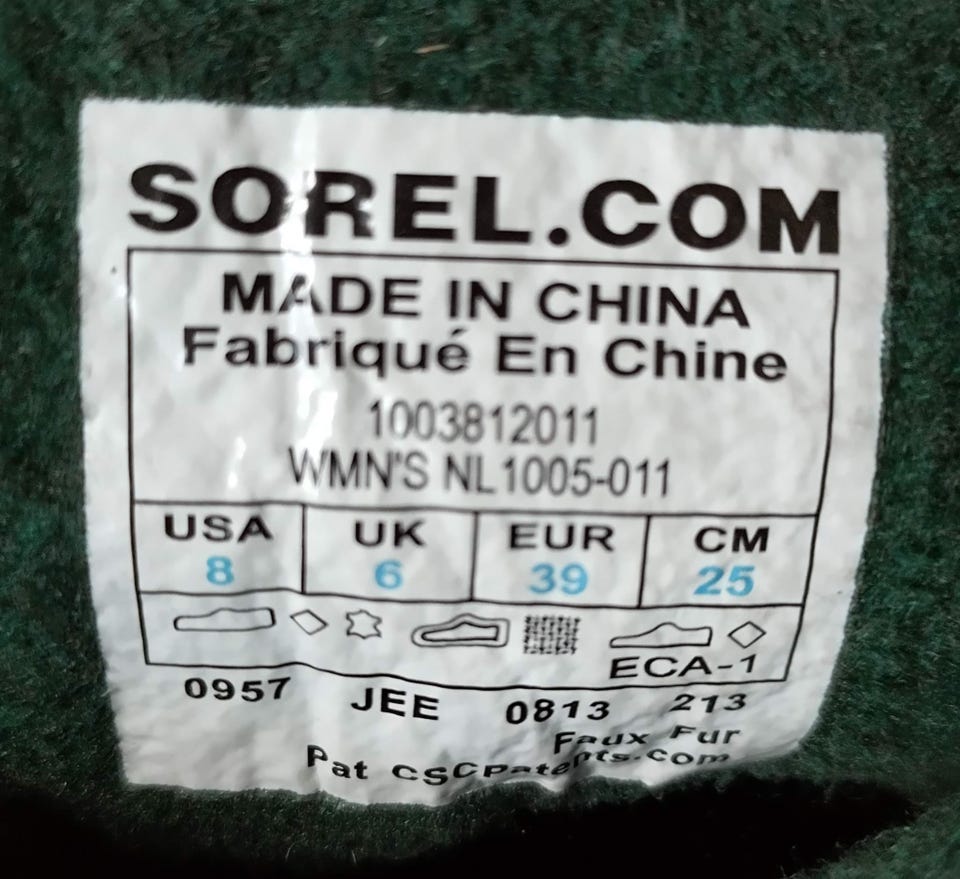 SOREL.COM
MADE IN CHINA
Fabriqué En Chine
1003812011
WMN'S NL1005-011
USA UK EUR CM
8 6 39 25
ECA-1
0957 JEE 0813 213
Faux Fur
Pat CSCPatents.com